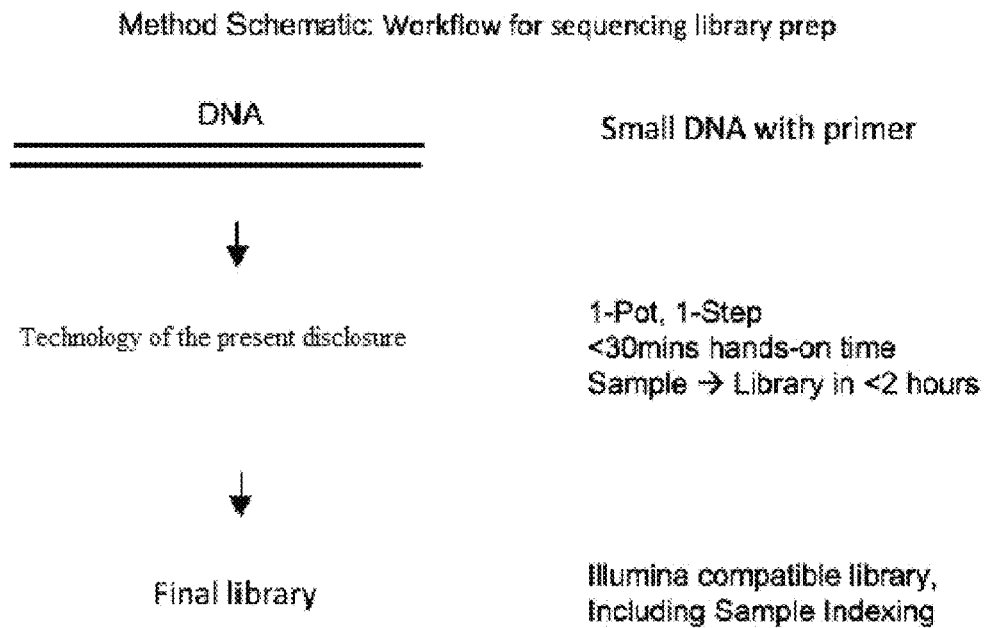 Method Schematic: Workflow for sequencing library prep
DNA
Small DNA with primer
Technology of the present disclosure
1-Pot, 1-Step
<30mins hands-on time
Sample → Library in <2 hours
Final library
Illumina compatible library,
Including Sample Indexing